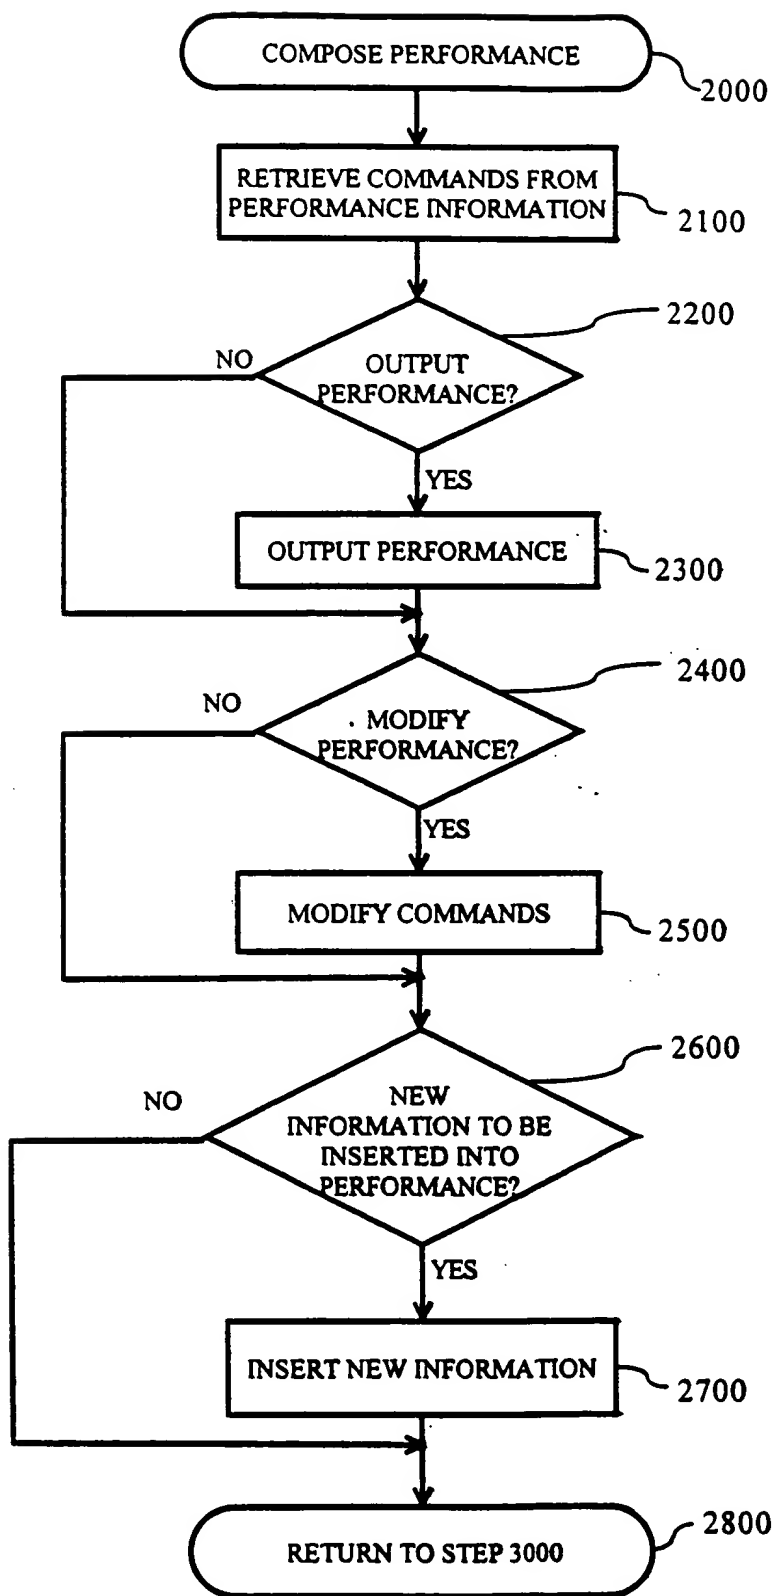 COMPOSE PERFORMANCE
2000
RETRIEVE COMMANDS FROM
PERFORMANCE INFORMATION
2100
2200
NO
OUTPUT
PERFORMANCE?
YES
OUTPUT PERFORMANCE
2300
2400
NO
MODIFY
PERFORMANCE?
YES
MODIFY COMMANDS
2500
2600
NO
NEW
INFORMATION TO BE
INSERTED INTO
PERFORMANCE?
YES
INSERT NEW INFORMATION
2700
2800
RETURN TO STEP 3000